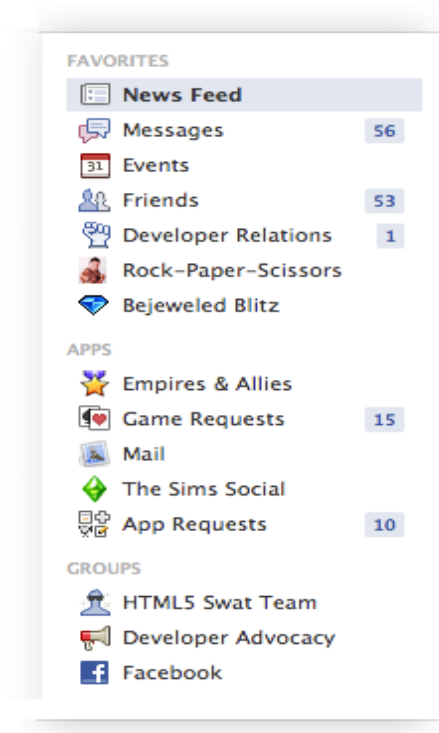 FAVORITES
News Feed
Messages 56
31 Events
Friends 53
Developer Relations 1
Rock-Paper-Scissors
Bejeweled Blitz
APPS
Empires & Allies
Game Requests 15
Mail
The Sims Social
App Requests 10
GROUPS
HTML5 Swat Team
Developer Advocacy
f Facebook